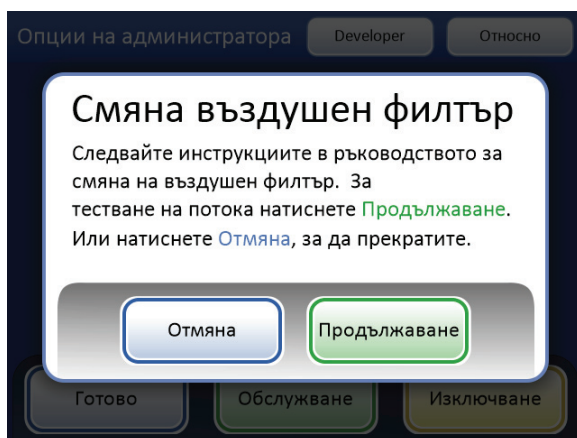 Опции на администратора Developer Относно
Смяна въздушен филтър
Следвайте инструкциите в ръководството за
смяна на въздушен филтър. За
тестване на потока натиснете Продължаване.
Или натиснете Отмяна, за да прекратите.
Отмяна Продължаване
Готово Обслужване Изключване